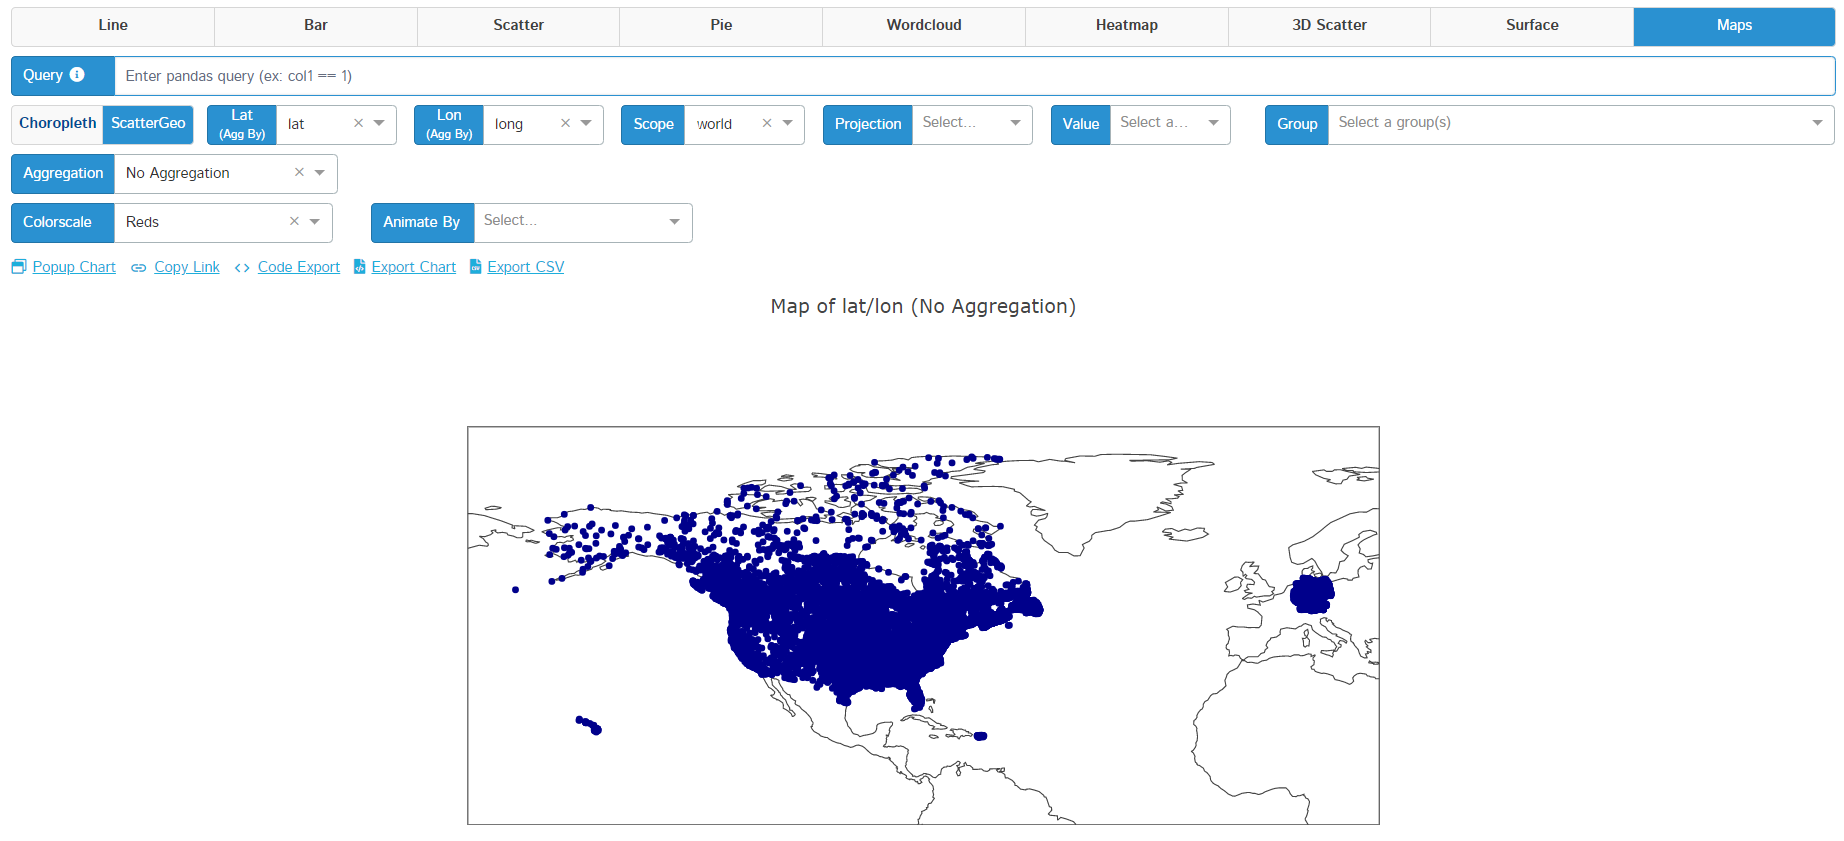 Line Bar Scatter Pie Wordcloud Heatmap 3D Scatter Surface Maps
Query Enter pandas query (ex: col1 == 1)
Choropleth ScatterGeo Lat (Agg By) lat × Lon (Agg By) long × Scope world × Projection Select... Value Select a... Group Select a group(s)
Aggregation No Aggregation ×
Colorscale Reds × Animate By Select...
Popup Chart Copy Link Code Export Export Chart Export CSV
Map of lat/lon (No Aggregation)